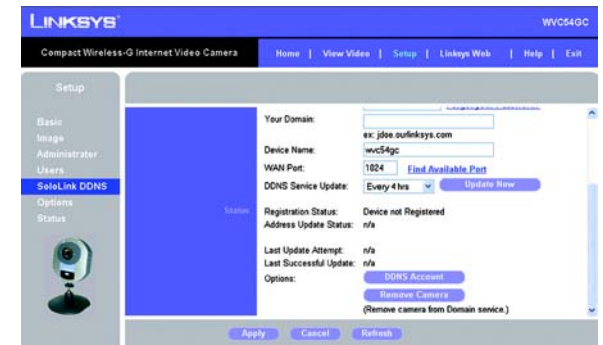 LINKSYS®
WVC54GC
Compact Wireless-G Internet Video Camera
Home | View Video | Setup | Linksys Web | Help | Exit
Setup
Basic
Image
Administrator
Users
SoloLink DDNS
Options
Status
Your Domain:
ex: jdoe.ourlinksys.com
Device Name: wvc54gc
WAN Port: 1024 Find Available Port
DDNS Service Update: Every 4 hrs Update Now
Status
Registration Status: Device not Registered
Address Update Status: n/a
Last Update Attempt: n/a
Last Successful Update: n/a
Options: DDNS Account
Remove Camera
(Remove camera from Domain service.)
Apply Cancel Refresh